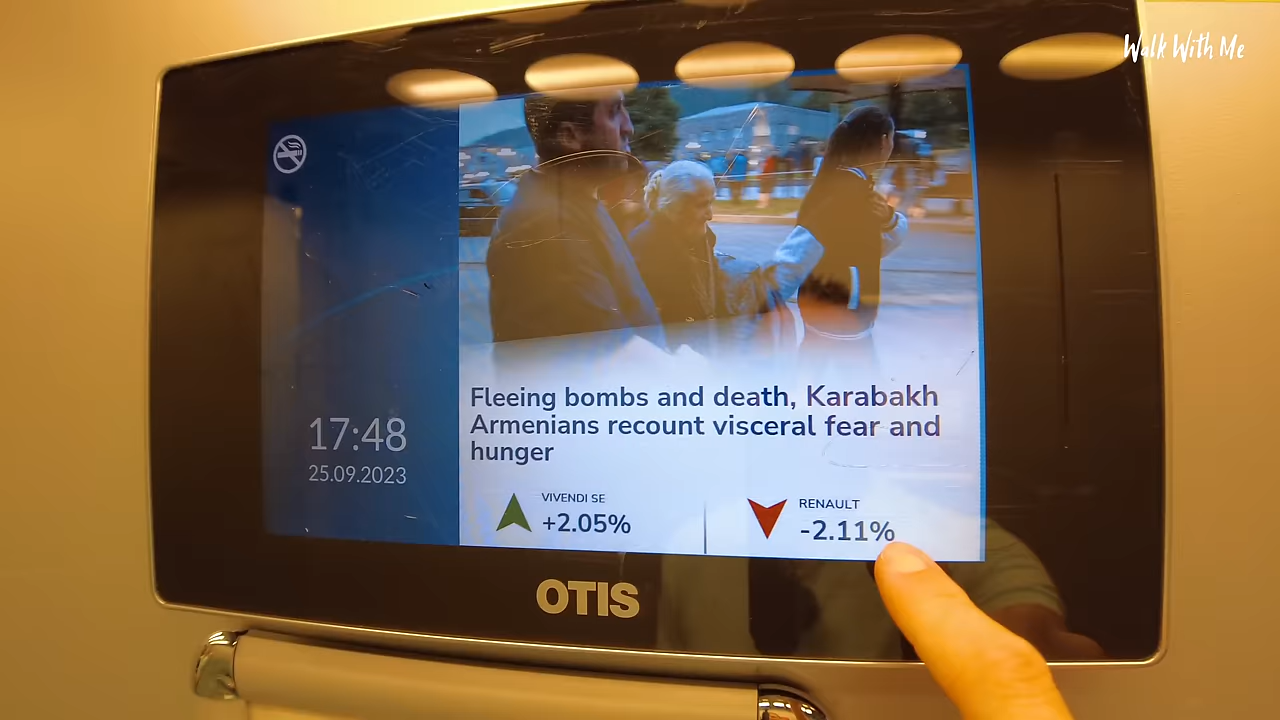 Walk With Me
Fleeing bombs and death, Karabakh
Armenians recount visceral fear and
hunger
17:48
25.09.2023
VIVENDI SE
+2.05%
RENAULT
-2.11%
OTIS